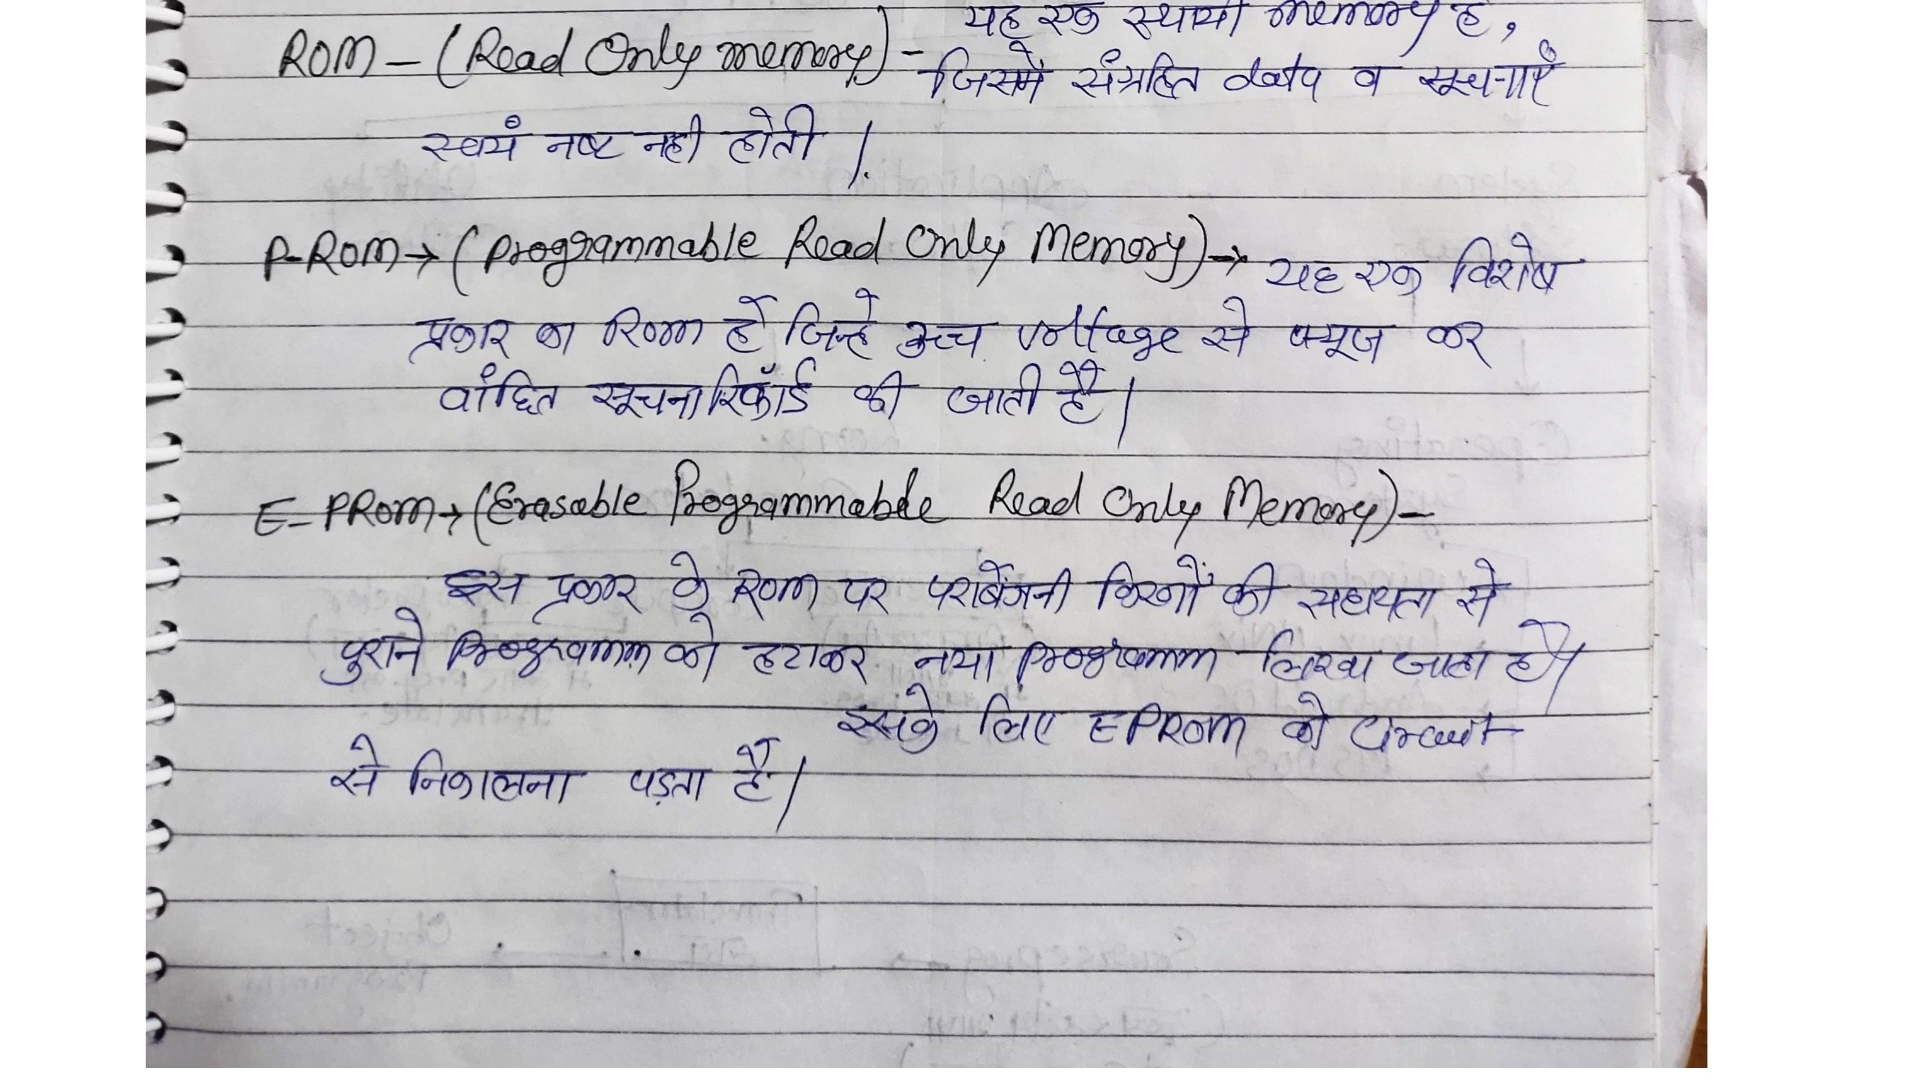 ROM – (Read Only memory) – यह एक स्थायी memory है,
जिसमें संग्रहित data व सूचनाएँ
स्वयं नष्ट नही होती |
P-ROM → (Programmable Read Only Memory) → यह एक विशेष
प्रकार का Rom है जिन्हे उच्च voltage से फ्यूज कर
वांछित सूचना रिकॉर्ड की जाती है |
E-PROM → (Erasable Programmable Read Only Memory) –
इस प्रकार के ROM पर पराबैंगनी किरणों की सहायता से
पुराने Programm को हटाकर नया Programm लिखा जाता है |
इसके लिए EPROM को Circuit
से निकालना पड़ता है |